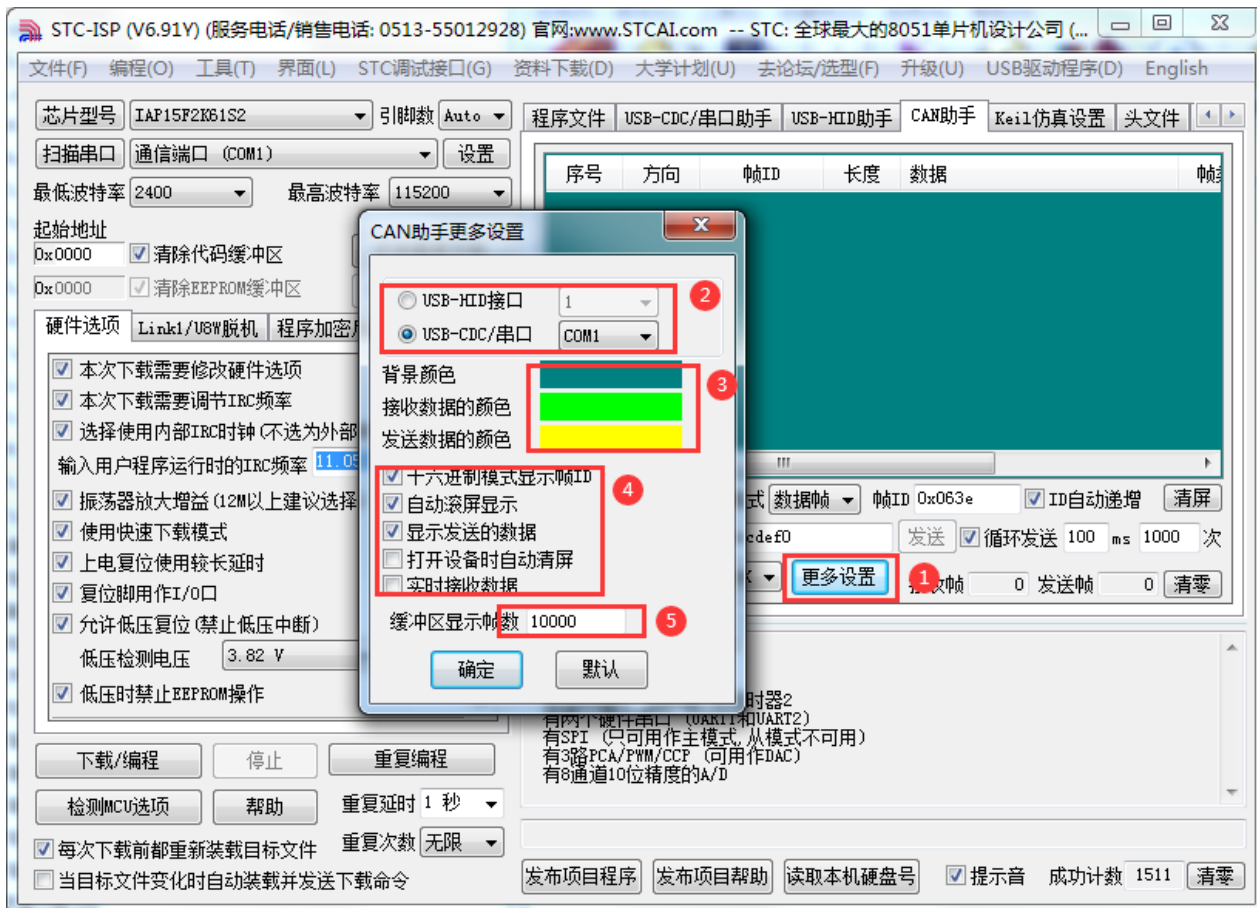 STC-ISP (V6.91Y) (服务电话/销售电话: 0513-55012928) 官网:www.STCAI.com -- STC: 全球最大的8051单片机设计公司 (...
文件(F) 编程(O) 工具(T) 界面(L) STC调试接口(G) 资料下载(D) 大学计划(U) 去论坛/选型(F) 升级(U) USB驱动程序(D) English
芯片型号 IAP15F2K61S2 引脚数 Auto
扫描串口 通信端口 (COM1) 设置
最低波特率 2400 最高波特率 115200
起始地址
0x0000 清除代码缓冲区
0x0000 清除EEPROM缓冲区
硬件选项 Link1/U8W脱机 程序加密
本次下载需要修改硬件选项
本次下载需要调节IRC频率
选择使用内部IRC时钟(不选为外部
输入用户程序运行时的IRC频率 11.05
振荡器放大增益(12M以上建议选择
使用快速下载模式
上电复位使用较长延时
复位脚用作I/O口
允许低压复位(禁止低压中断)
低压检测电压 3.82 V
低压时禁止EEPROM操作
下载/编程 停止 重复编程
检测MCU选项 帮助 重复延时 1 秒
每次下载前都重新装载目标文件 重复次数 无限
当目标文件变化时自动装载并发送下载命令
程序文件 USB-CDC/串口助手 USB-HID助手 CAN助手 Keil仿真设置 头文件
序号 方向 帧ID 长度 数据
CAN助手更多设置
USB-HID接口 1
USB-CDC/串口 COM1
2
背景颜色
接收数据的颜色
发送数据的颜色
3
十六进制模式显示帧ID
自动滚屏显示
显示发送的数据
打开设备时自动清屏
实时接收数据
4
缓冲区显示帧数 10000
5
确定 默认
式 数据帧 帧ID 0x063e ID自动递增 清屏
cdef0 发送 循环发送 100 ms 1000 次
更多设置 1 收帧 0 发送帧 0 清零
时器2
有两个硬件串口 (UART1和UART2)
有SPI (只可用作主模式,从模式不可用)
有3路PCA/PWM/CCP (可用作DAC)
有8通道10位精度的A/D
发布项目程序 发布项目帮助 读取本机硬盘号 提示音 成功计数 1511 清零